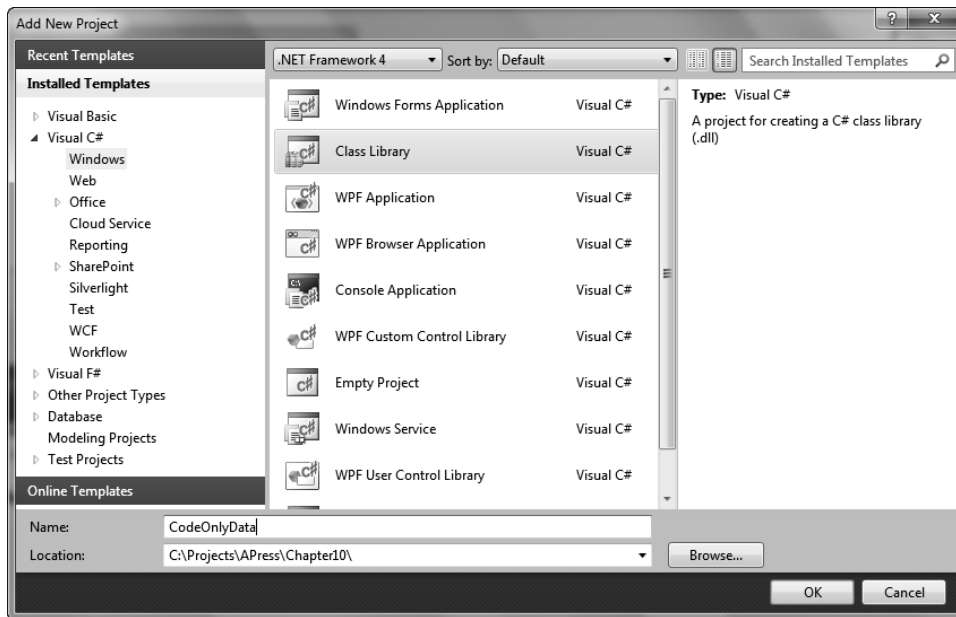 Add New Project
Recent Templates
Installed Templates
Visual Basic
Visual C#
Windows
Web
Office
Cloud Service
Reporting
SharePoint
Silverlight
Test
WCF
Workflow
Visual F#
Other Project Types
Database
Modeling Projects
Test Projects
Online Templates
.NET Framework 4
Sort by: Default
Search Installed Templates
Windows Forms Application Visual C#
Class Library Visual C#
WPF Application Visual C#
WPF Browser Application Visual C#
Console Application Visual C#
WPF Custom Control Library Visual C#
Empty Project Visual C#
Windows Service Visual C#
WPF User Control Library Visual C#
Type: Visual C#
A project for creating a C# class library
(.dll)
Name: CodeOnlyData
Location: C:\Projects\APress\Chapter10\
Browse...
OK Cancel